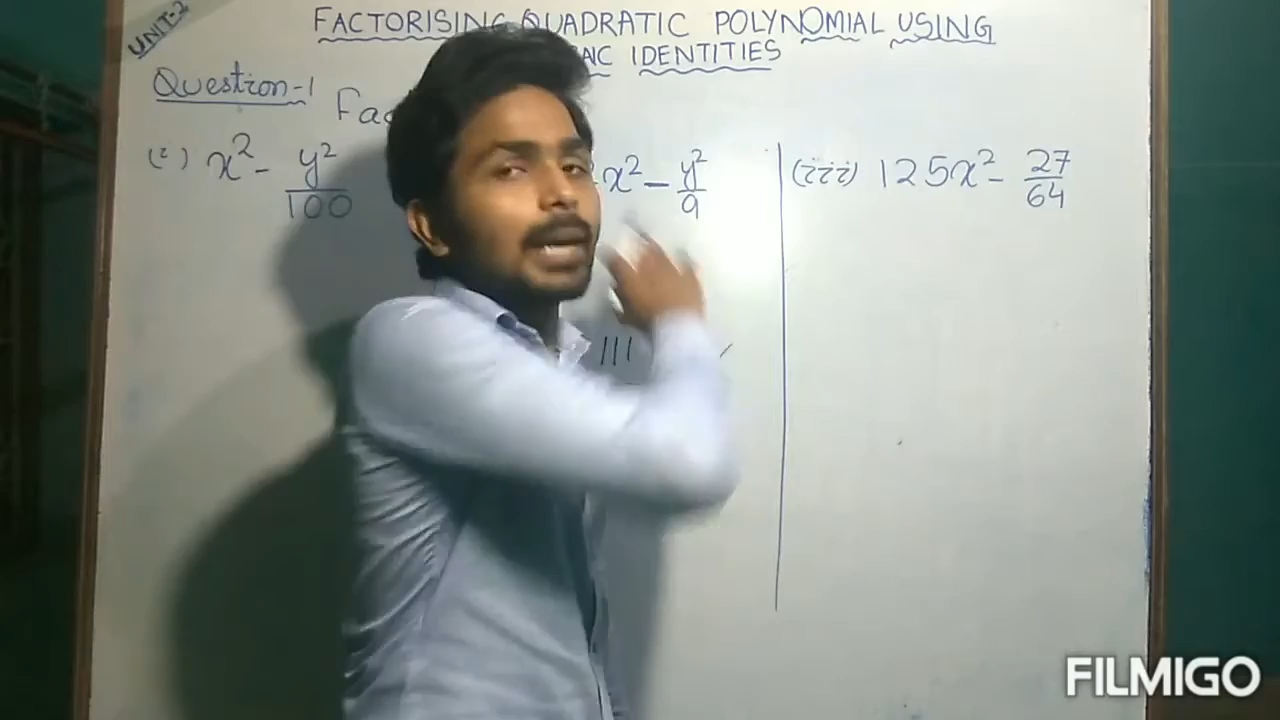 UNIT-2
FACTORISING QUADRATIC POLYNOMIAL USING
IDENTITIES
Question-1
(i) x² - y²/100
x² - y²/9
(iii) 125x² - 27/64
FILMIGO